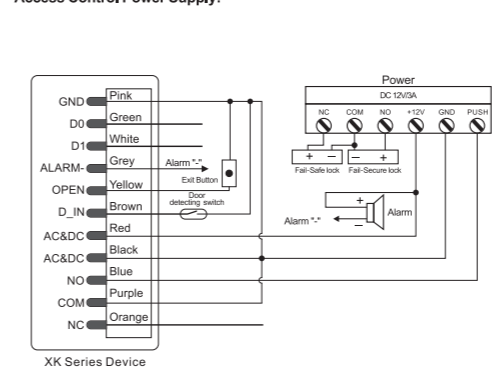 Access Control Power Supply:
Power
DC 12V/3A
NC COM NO +12V GND PUSH
+ − − +
Fail-Safe lock Fail-Secure lock
GND Pink
D0 Green
D1 White
ALARM- Grey Alarm "-"
Exit Button
OPEN Yellow
Door
detecting switch
D_IN Brown
+
Alarm "-" Alarm
−
AC&DC Red
AC&DC Black
NO Blue
COM Purple
NC Orange
XK Series Device